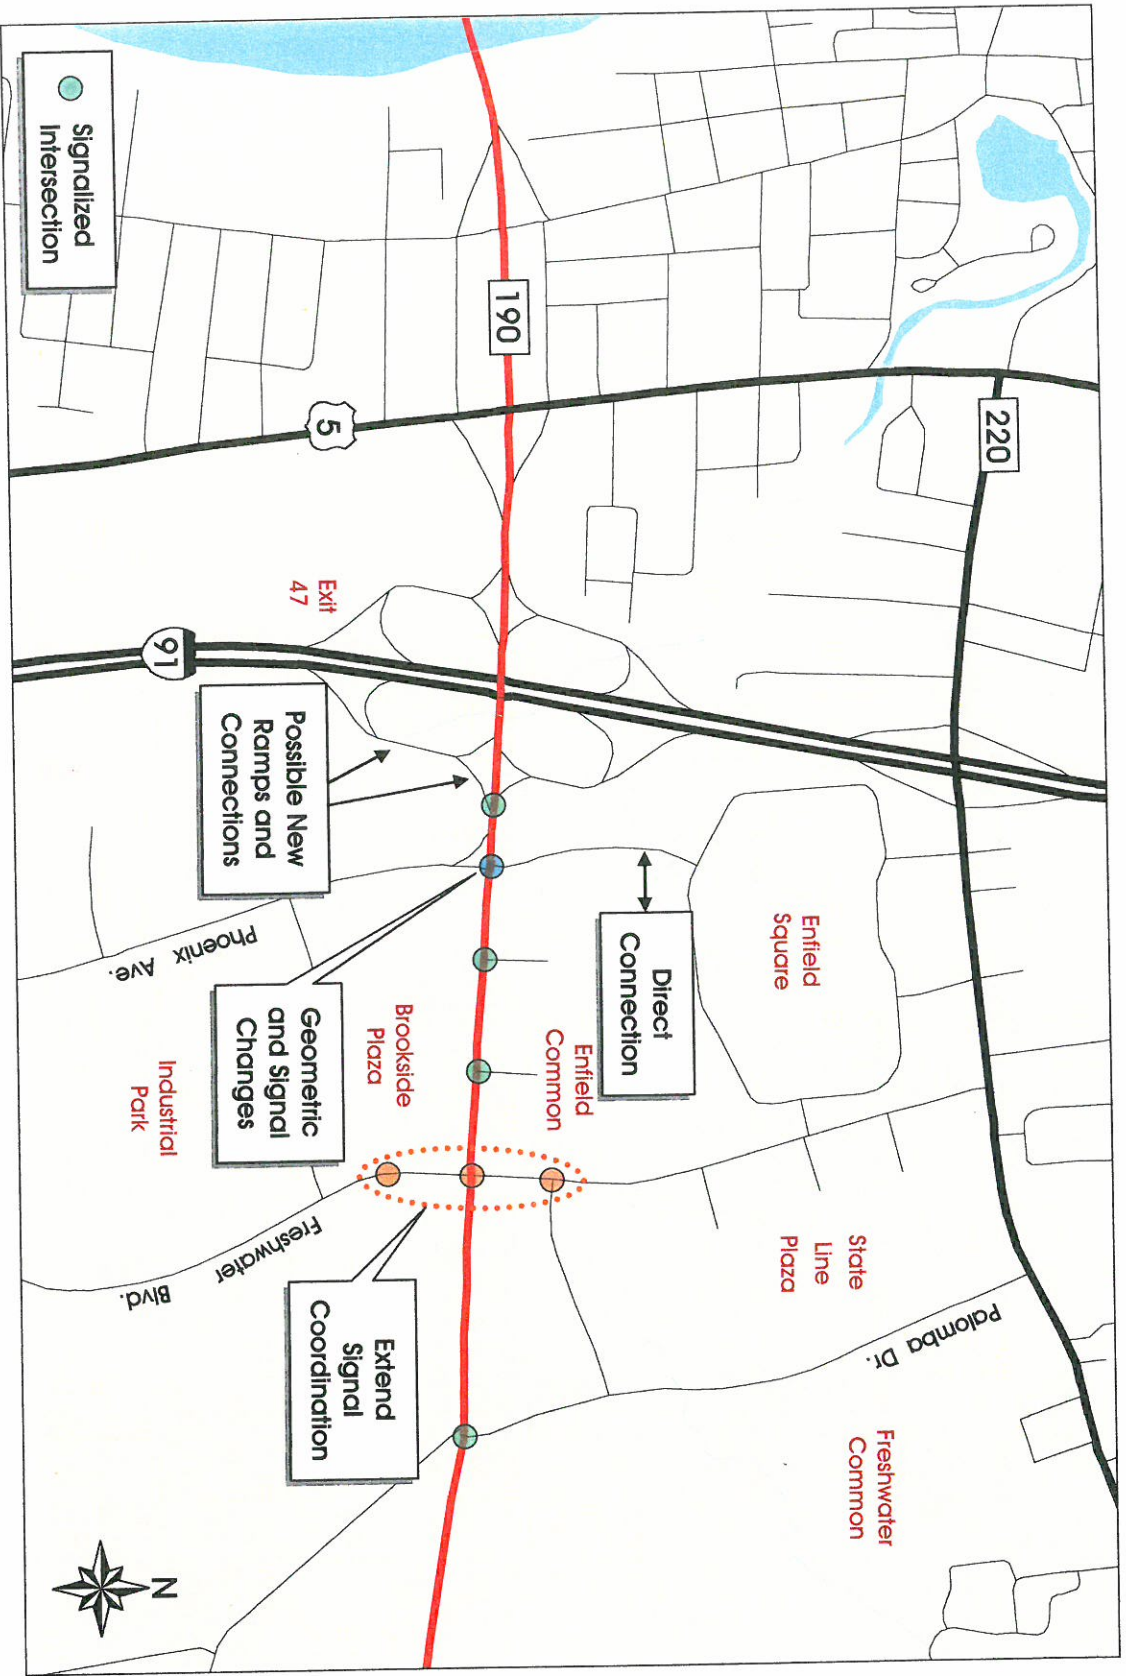 220
190
5
91
Exit
47
Possible New
Ramps and
Connections
Direct
Connection
Enfield
Square
Enfield
Common
Brookside
Plaza
Geometric
and Signal
Changes
Phoenix Ave.
Industrial
Park
State
Line
Plaza
Palomba Dr.
Freshwater
Common
Freshwater Blvd.
Extend
Signal
Coordination
Signalized
Intersection
N